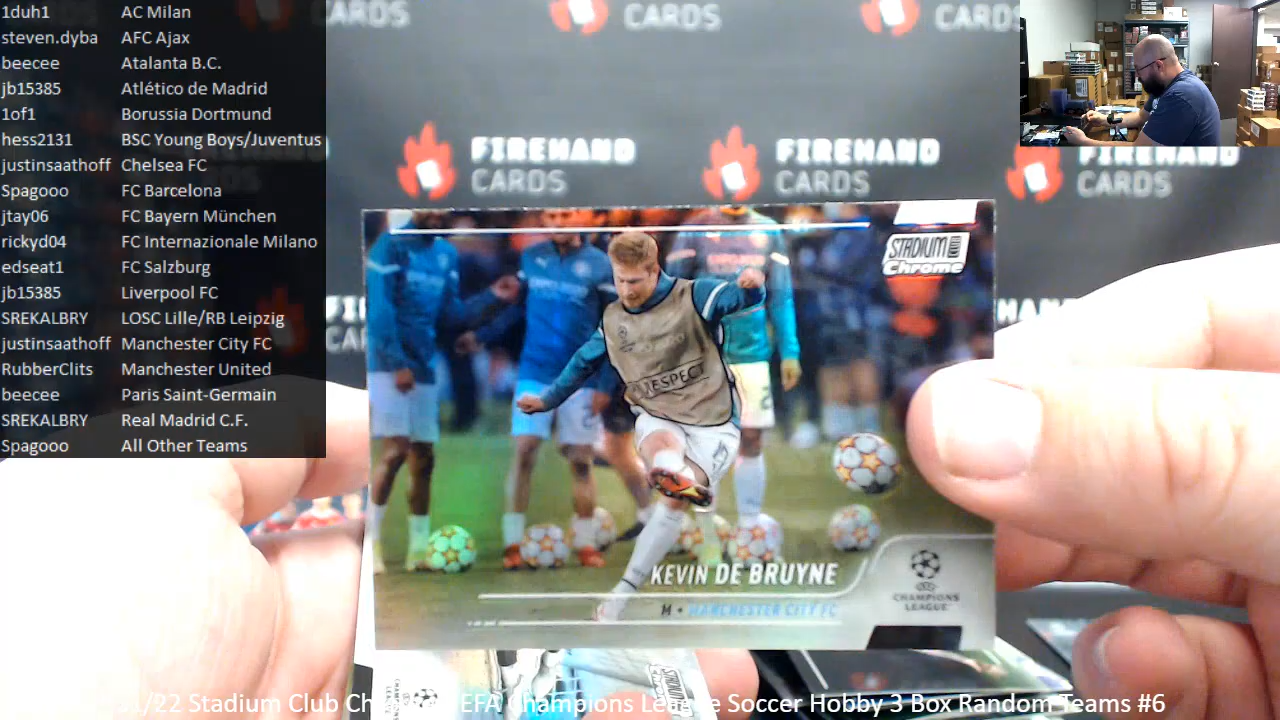 1duh1 AC Milan
steven.dyba AFC Ajax
beecee Atalanta B.C.
jb15385 Atlético de Madrid
1of1 Borussia Dortmund
hess2131 BSC Young Boys/Juventus
justinsaathoff Chelsea FC
Spagooo FC Barcelona
jtay06 FC Bayern München
rickyd04 FC Internazionale Milano
edseat1 FC Salzburg
jb15385 Liverpool FC
SREKALBRY LOSC Lille/RB Leipzig
justinsaathoff Manchester City FC
RubberClits Manchester United
beecee Paris Saint-Germain
SREKALBRY Real Madrid C.F.
Spagooo All Other Teams
CARDS
CARDS
CARDS
FIREHAND
CARDS
FIREHAND
CARDS
FIREHAND
CARDS
STADIUM
Chrome
RESPECT
KEVIN DE BRUYNE
M • MANCHESTER CITY FC
CHAMPIONS
LEAGUE
/22 Stadium Club Ch Champions League Soccer Hobby 3 Box Random Teams #6